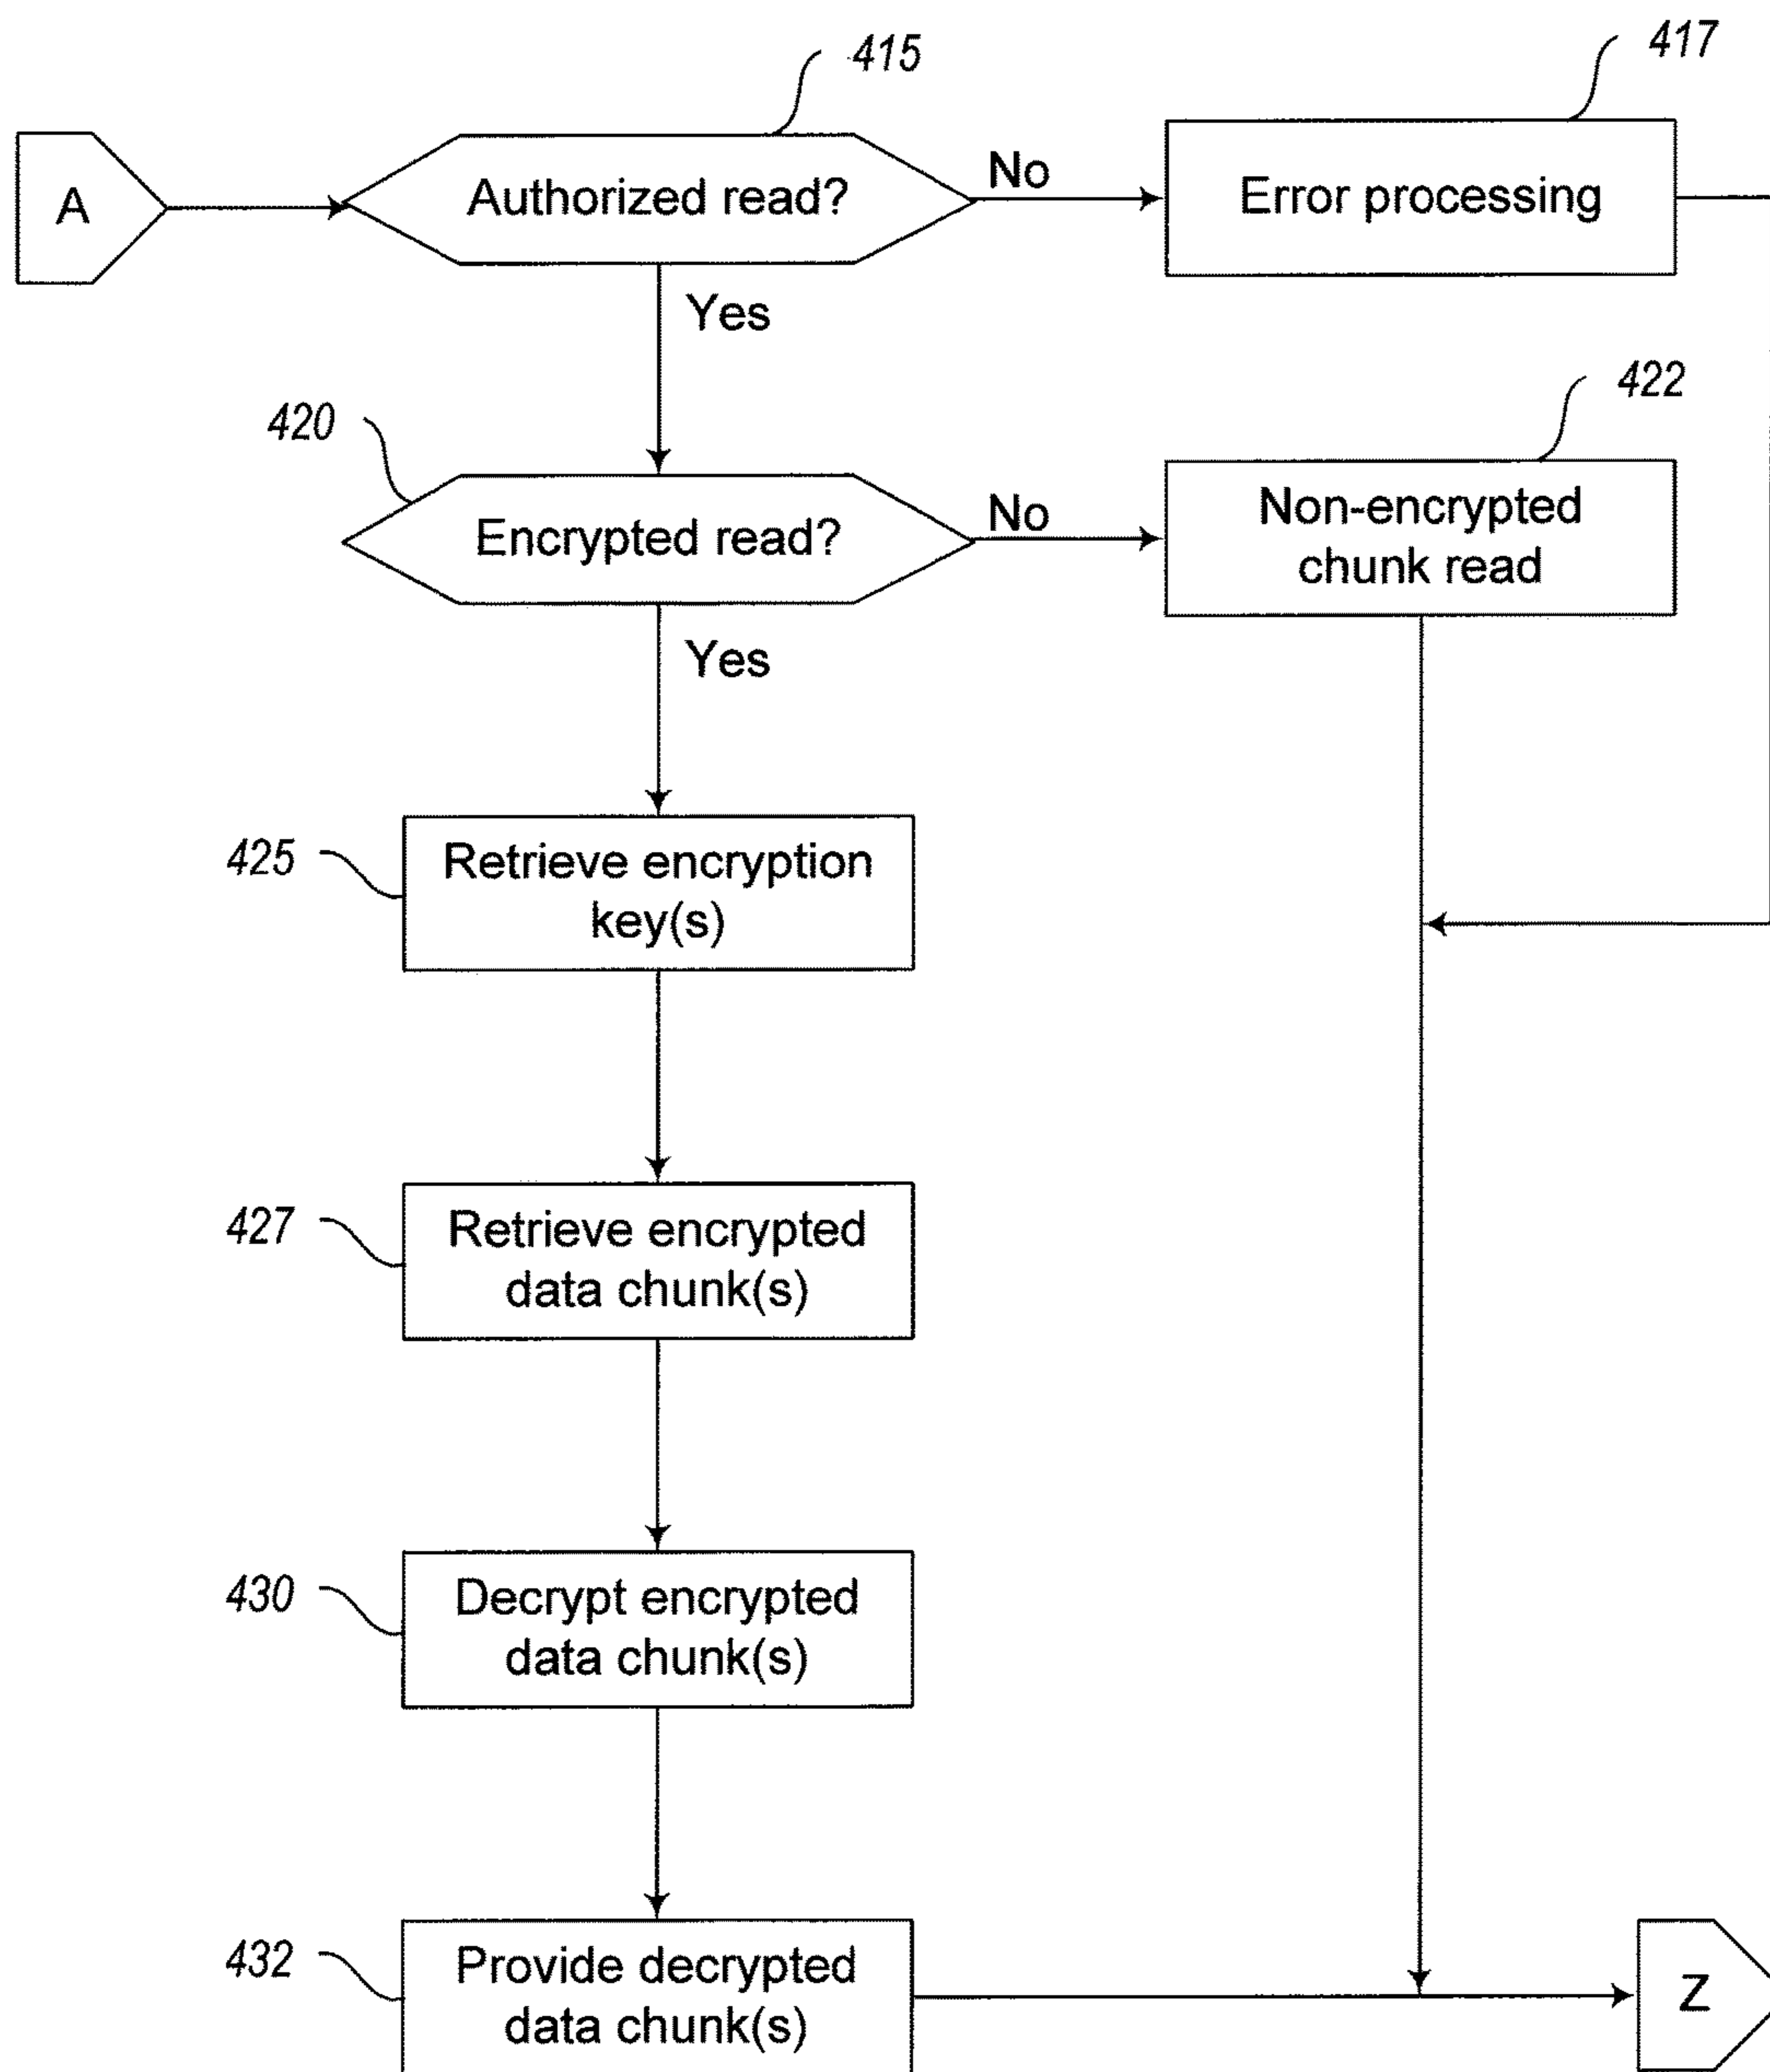 415
417
A
Authorized read?
No
Error processing
Yes
420
422
Encrypted read?
No
Non-encrypted
chunk read
Yes
425
Retrieve encryption
key(s)
427
Retrieve encrypted
data chunk(s)
430
Decrypt encrypted
data chunk(s)
432
Provide decrypted
data chunk(s)
Z